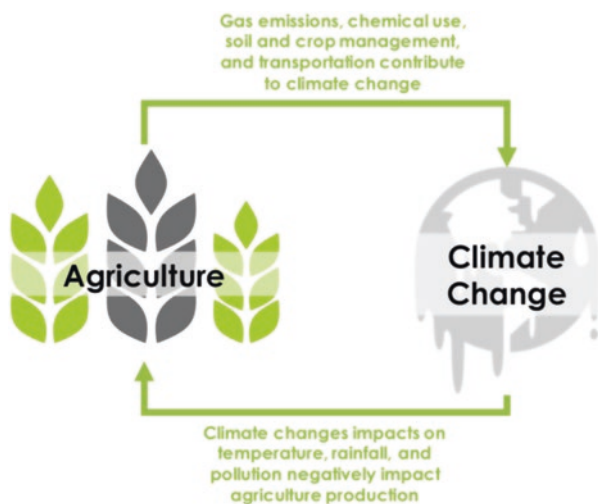 Gas emissions, chemical use,
soil and crop management,
and transportation contribute
to climate change
Agriculture
Climate
Change
Climate changes impacts on
temperature, rainfall, and
pollution negatively impact
agriculture production